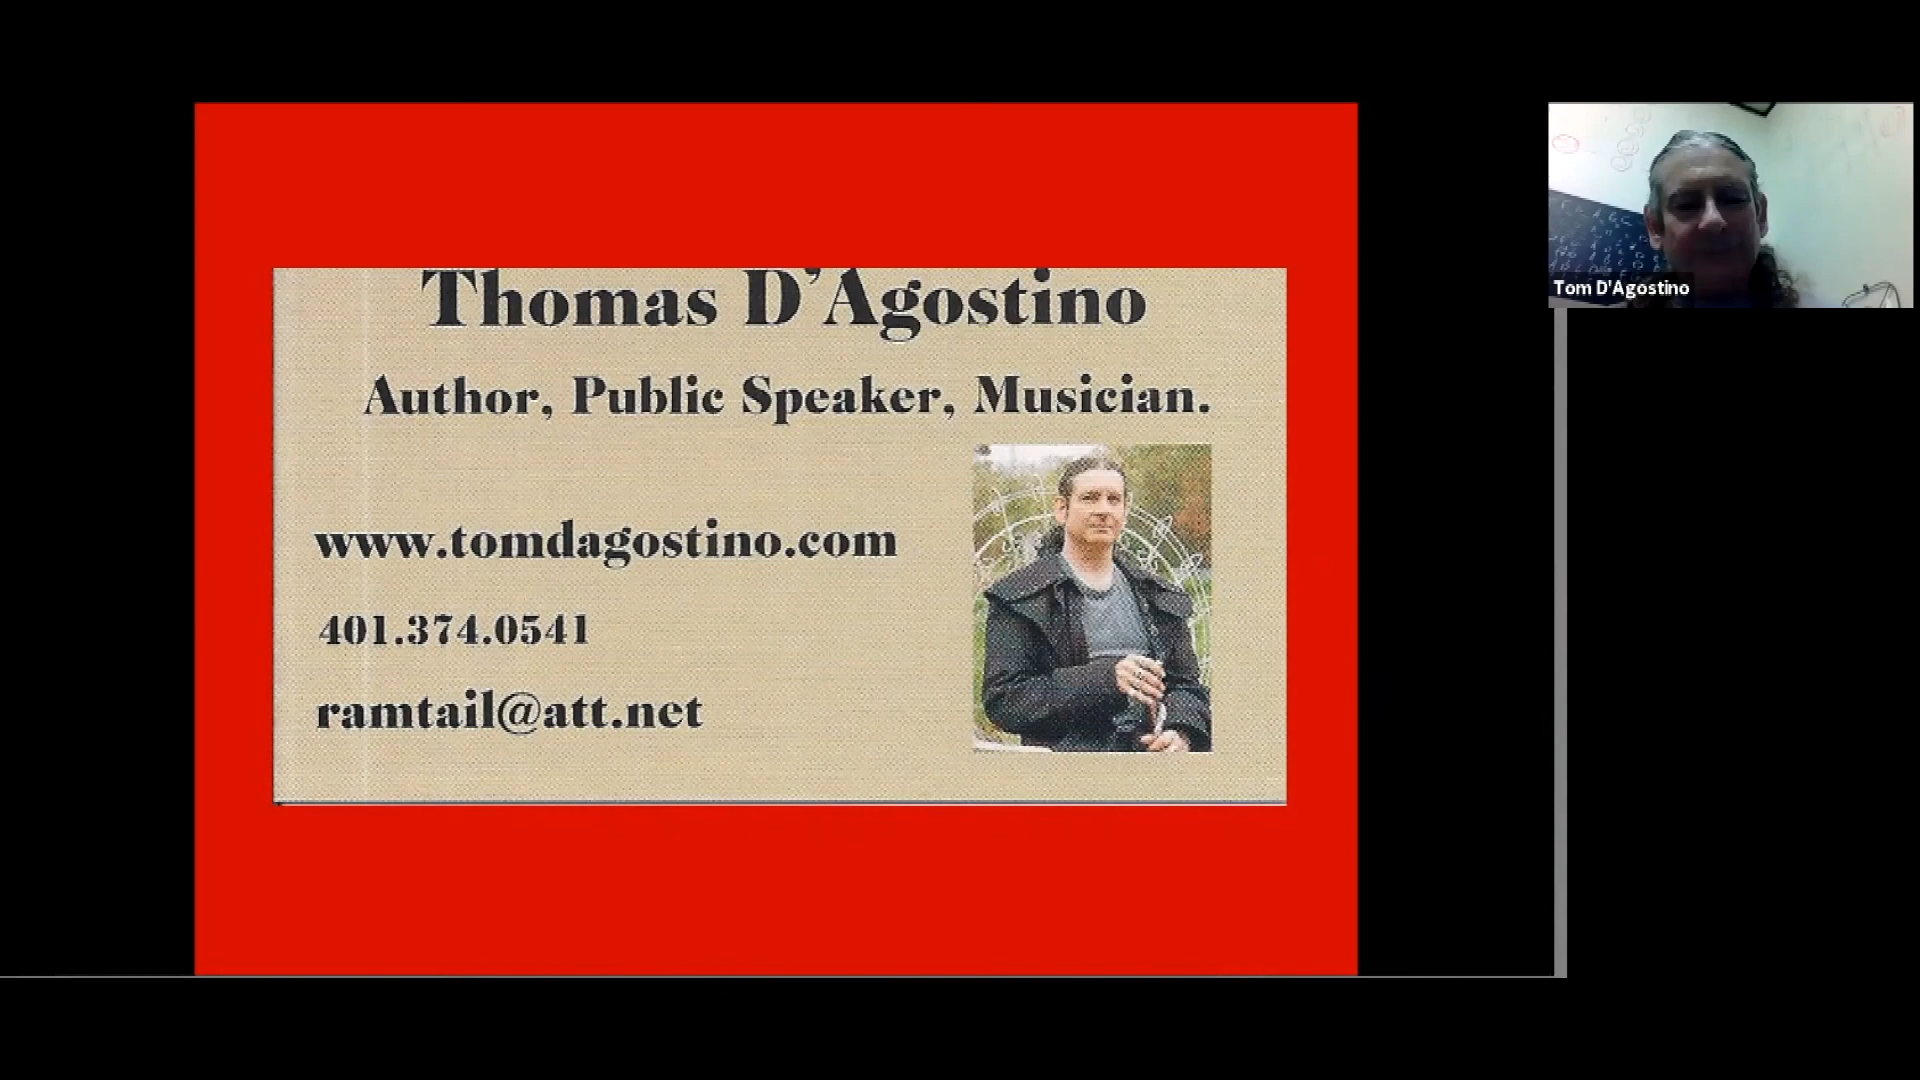 Thomas D'Agostino
Author, Public Speaker, Musician.
www.tomdagostino.com
401.374.0541
ramtail@att.net
Tom D'Agostino